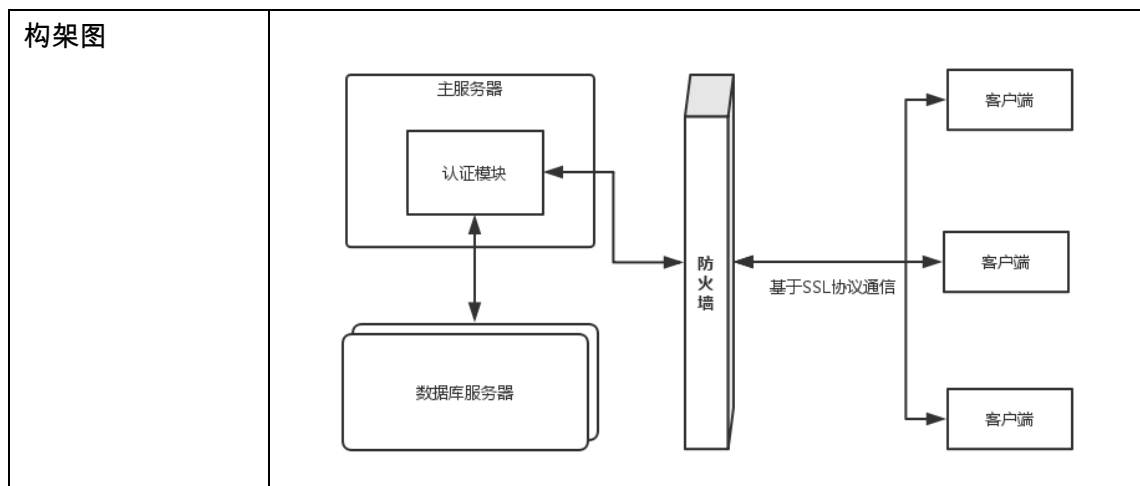 构架图
主服务器
认证模块
数据库服务器
防
火
墙
基于SSL协议通信
客户端
客户端
客户端